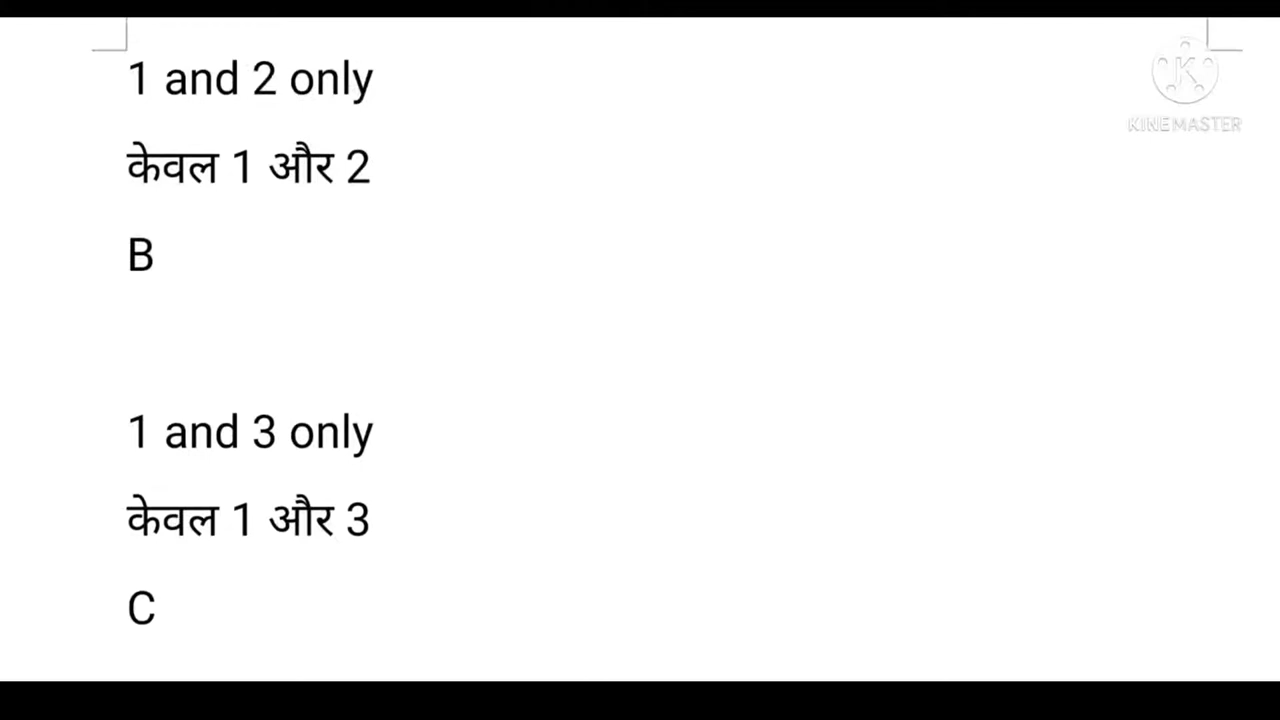 1 and 2 only
KINEMASTER
केवल 1 और 2
B
1 and 3 only
केवल 1 और 3
C